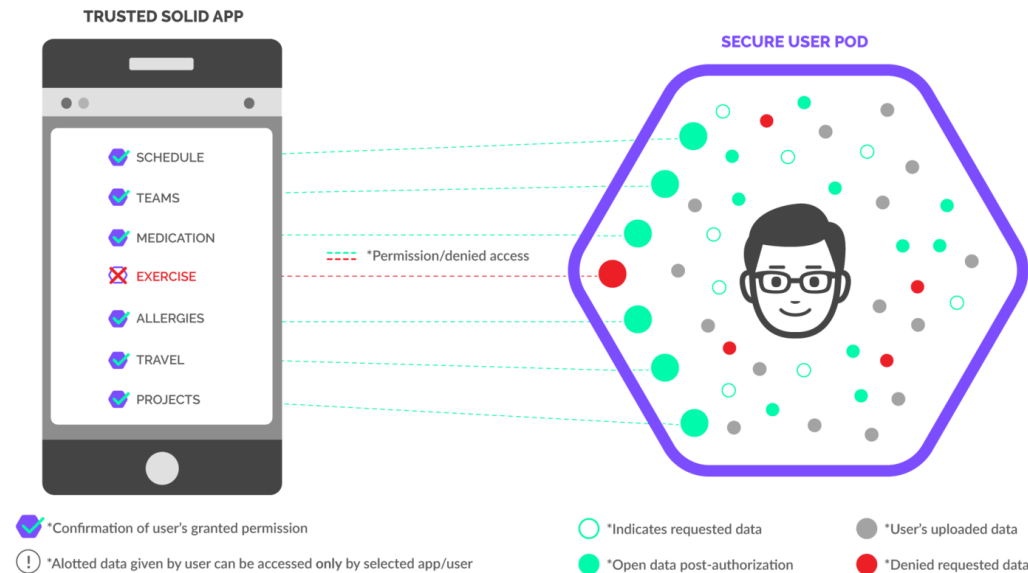 TRUSTED SOLID APP
SECURE USER POD
SCHEDULE
TEAMS
MEDICATION
EXERCISE
ALLERGIES
TRAVEL
PROJECTS
*Permission/denied access
*Confirmation of user's granted permission
*Alotted data given by user can be accessed only by selected app/user
*Indicates requested data
*User's uploaded data
*Open data post-authorization
*Denied requested data